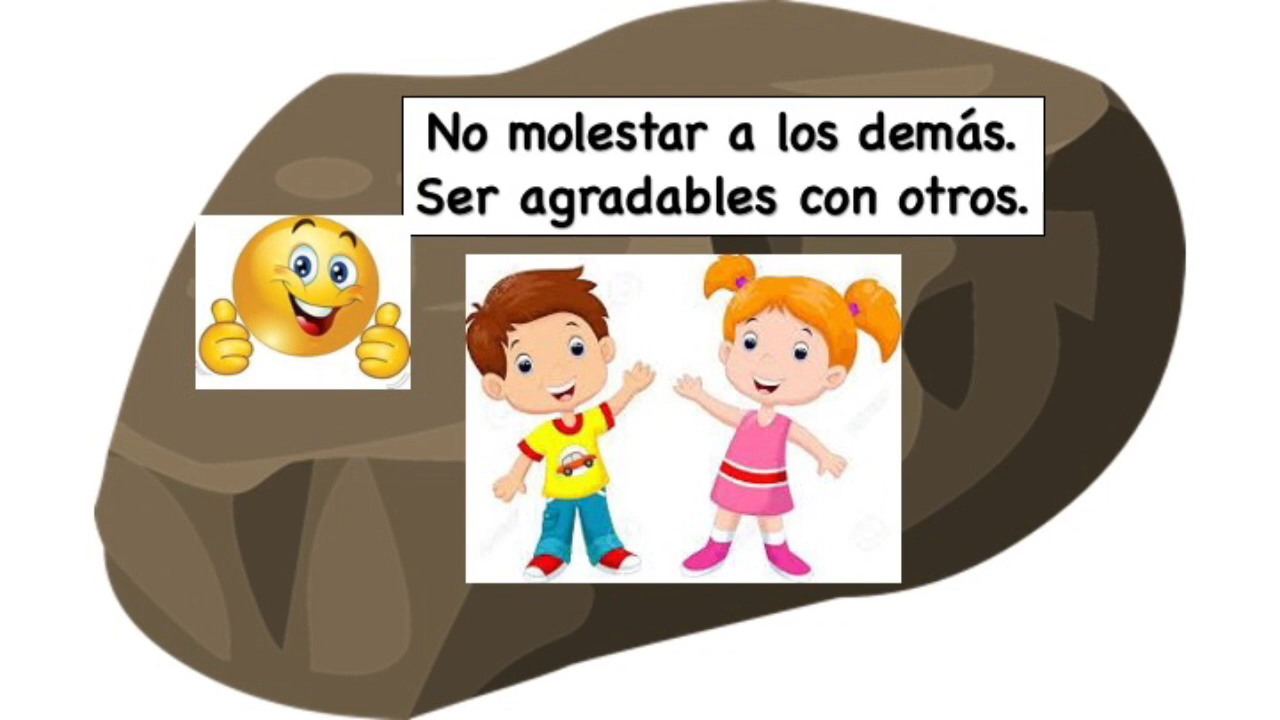 No molestar a los demás.
Ser agradables con otros.